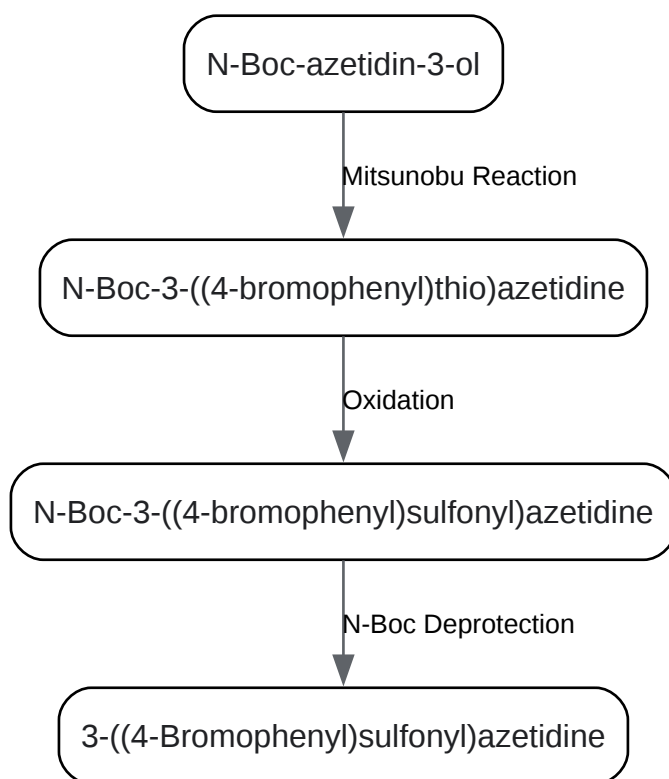 N-Boc-azetidin-3-ol
Mitsunobu Reaction
N-Boc-3-((4-bromophenyl)thio)azetidine
Oxidation
N-Boc-3-((4-bromophenyl)sulfonyl)azetidine
N-Boc Deprotection
3-((4-Bromophenyl)sulfonyl)azetidine